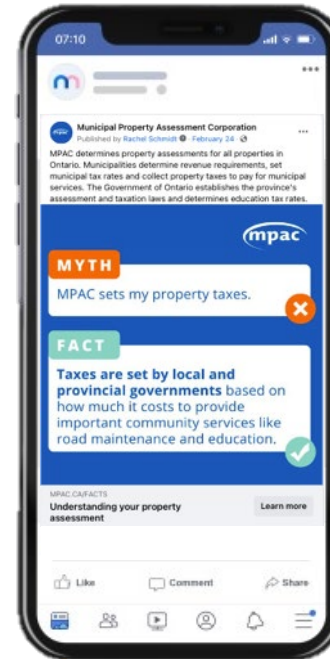 07:10
Municipal Property Assessment Corporation
Published by Rachel Schmidt · February 24 ·
MPAC determines property assessments for all properties in
Ontario. Municipalities determine revenue requirements, set
municipal tax rates and collect property taxes to pay for municipal
services. The Government of Ontario establishes the province's
assessment and taxation laws and determines education tax rates.
mpac
MYTH
MPAC sets my property taxes.
FACT
Taxes are set by local and
provincial governments based on
how much it costs to provide
important community services like
road maintenance and education.
MPAC.CA/FACTS
Understanding your property
assessment
Learn more
Like
Comment
Share